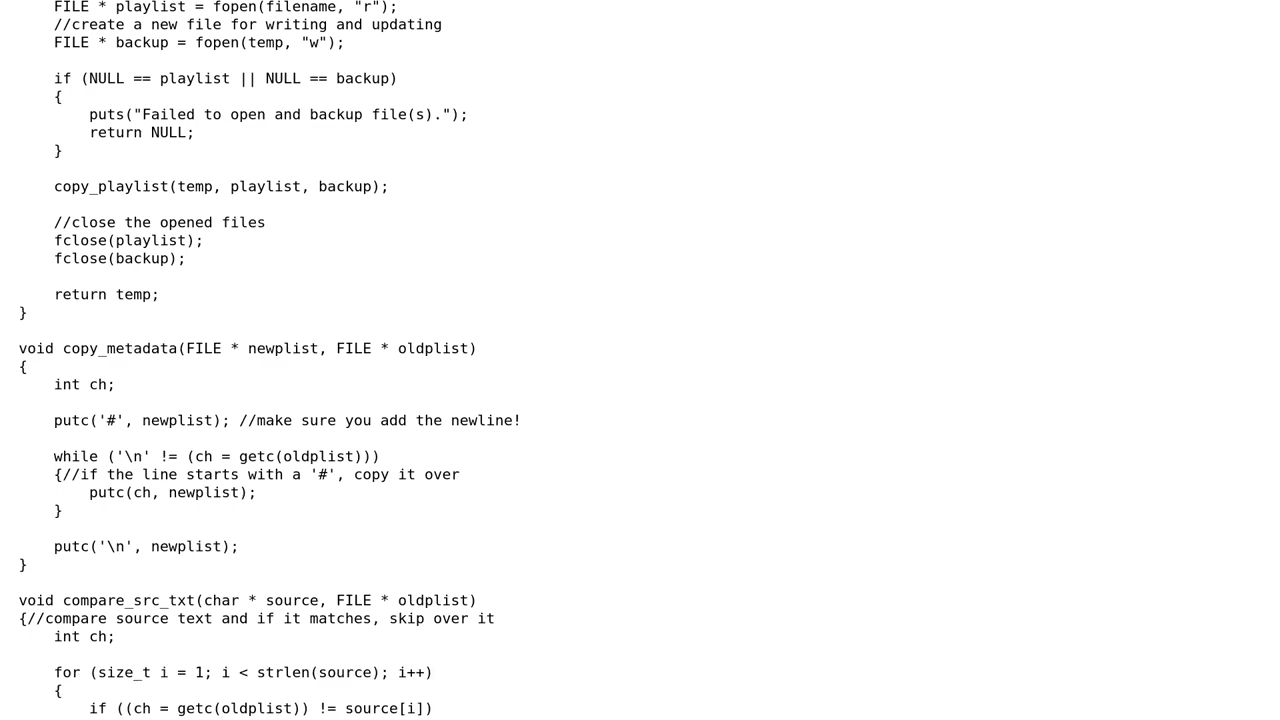 FILE * playlist = fopen(filename, "r");
    //create a new file for writing and updating
    FILE * backup = fopen(temp, "w");

    if (NULL == playlist || NULL == backup)
    {
        puts("Failed to open and backup file(s).");
        return NULL;
    }

    copy_playlist(temp, playlist, backup);

    //close the opened files
    fclose(playlist);
    fclose(backup);

    return temp;
}

void copy_metadata(FILE * newplist, FILE * oldplist)
{
    int ch;

    putc('#', newplist); //make sure you add the newline!

    while ('\n' != (ch = getc(oldplist)))
    {//if the line starts with a '#', copy it over
        putc(ch, newplist);
    }

    putc('\n', newplist);
}

void compare_src_txt(char * source, FILE * oldplist)
{//compare source text and if it matches, skip over it
    int ch;

    for (size_t i = 1; i < strlen(source); i++)
    {
        if ((ch = getc(oldplist)) != source[i])